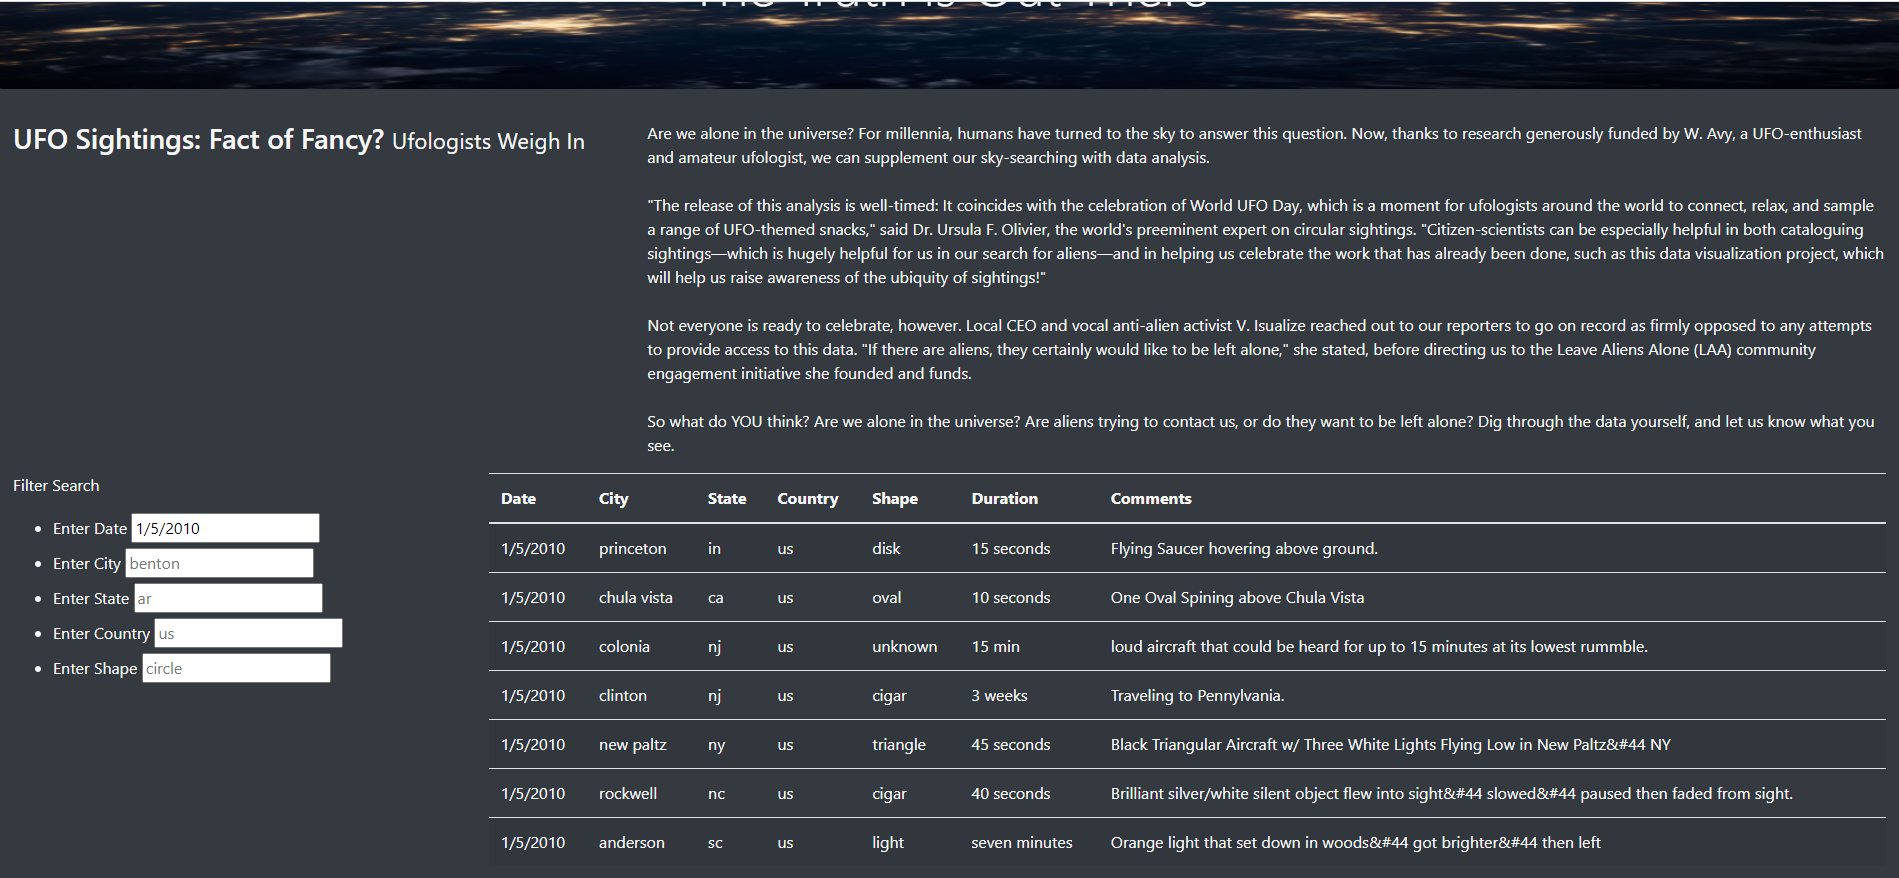 The Truth Is Out There
UFO Sightings: Fact of Fancy? Ufologists Weigh In
Are we alone in the universe? For millennia, humans have turned to the sky to answer this question. Now, thanks to research generously funded by W. Avy, a UFO-enthusiast
and amateur ufologist, we can supplement our sky-searching with data analysis.
"The release of this analysis is well-timed: It coincides with the celebration of World UFO Day, which is a moment for ufologists around the world to connect, relax, and sample
a range of UFO-themed snacks," said Dr. Ursula F. Olivier, the world's preeminent expert on circular sightings. "Citizen-scientists can be especially helpful in both cataloguing
sightings—which is hugely helpful for us in our search for aliens—and in helping us celebrate the work that has already been done, such as this data visualization project, which
will help us raise awareness of the ubiquity of sightings!"
Not everyone is ready to celebrate, however. Local CEO and vocal anti-alien activist V. Isualize reached out to our reporters to go on record as firmly opposed to any attempts
to provide access to this data. "If there are aliens, they certainly would like to be left alone," she stated, before directing us to the Leave Aliens Alone (LAA) community
engagement initiative she founded and funds.
So what do YOU think? Are we alone in the universe? Are aliens trying to contact us, or do they want to be left alone? Dig through the data yourself, and let us know what you
see.
Filter Search
Enter Date 1/5/2010
Enter City benton
Enter State ar
Enter Country us
Enter Shape circle
Date City State Country Shape Duration Comments
1/5/2010 princeton in us disk 15 seconds Flying Saucer hovering above ground.
1/5/2010 chula vista ca us oval 10 seconds One Oval Spining above Chula Vista
1/5/2010 colonia nj us unknown 15 min loud aircraft that could be heard for up to 15 minutes at its lowest rummble.
1/5/2010 clinton nj us cigar 3 weeks Traveling to Pennylvania.
1/5/2010 new paltz ny us triangle 45 seconds Black Triangular Aircraft w/ Three White Lights Flying Low in New Paltz&#44 NY
1/5/2010 rockwell nc us cigar 40 seconds Brilliant silver/white silent object flew into sight&#44 slowed&#44 paused then faded from sight.
1/5/2010 anderson sc us light seven minutes Orange light that set down in woods&#44 got brighter&#44 then left